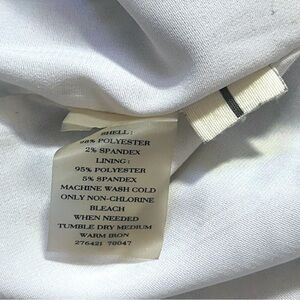 SHELL:
98% POLYESTER
2% SPANDEX
LINING:
95% POLYESTER
5% SPANDEX
MACHINE WASH COLD
ONLY NON-CHLORINE
BLEACH
WHEN NEEDED
TUMBLE DRY MEDIUM
WARM IRON
276421 70047